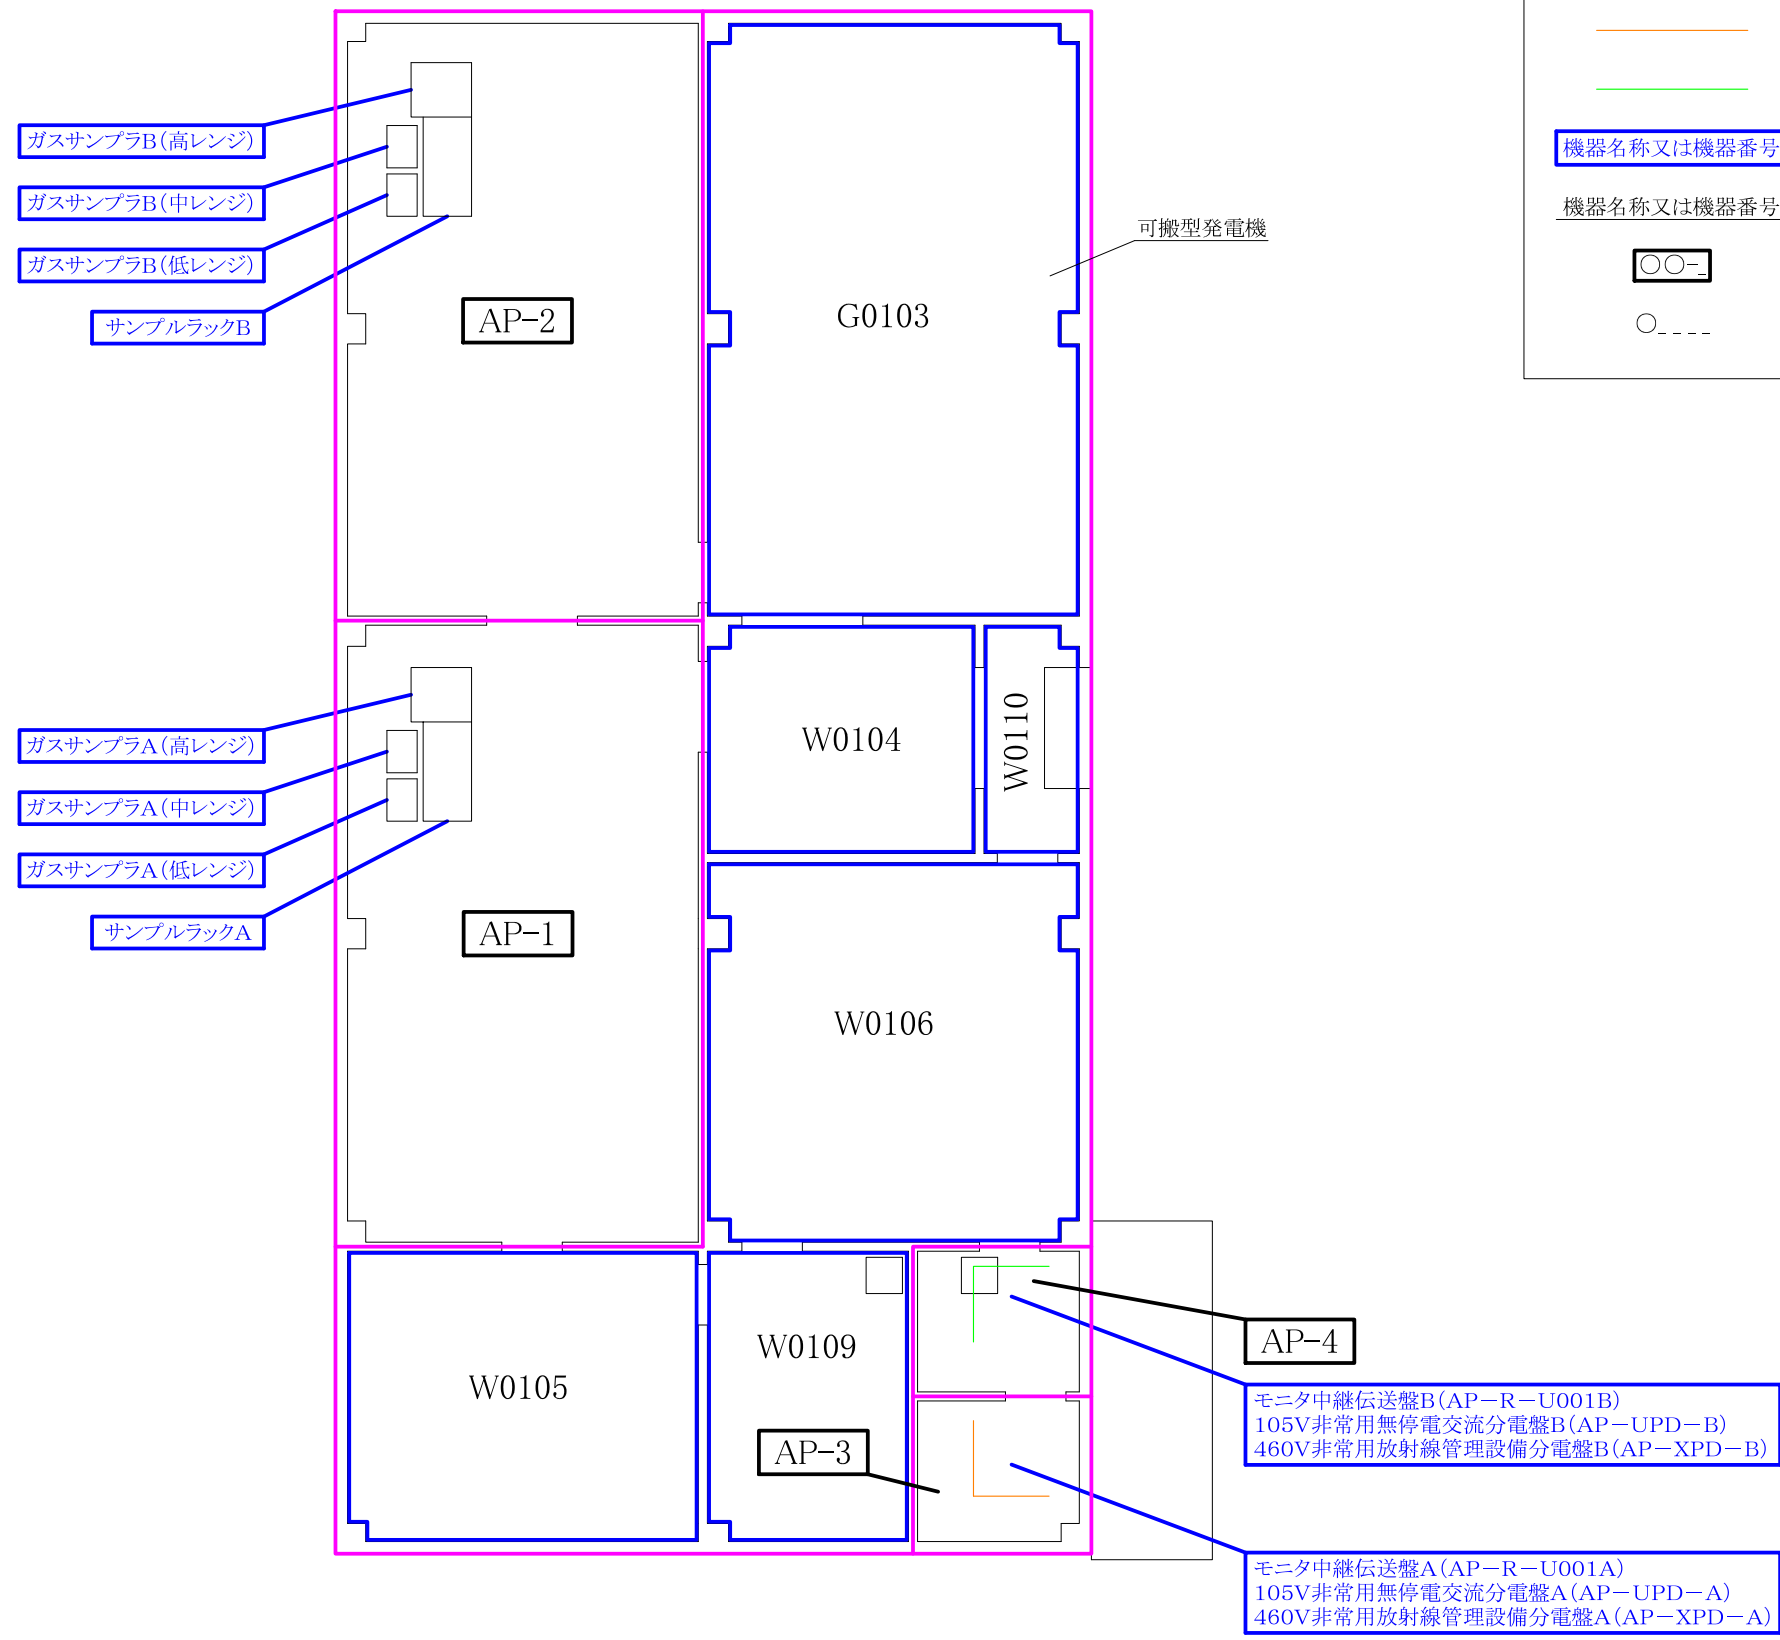 機器名称又は機器番号
機器名称又は機器番号
○○-_
○_ _ _ _
ガスサンプラB(高レンジ)
ガスサンプラB(中レンジ)
ガスサンプラB(低レンジ)
サンプルラックB
AP-2
G0103
可搬型発電機
ガスサンプラA(高レンジ)
ガスサンプラA(中レンジ)
ガスサンプラA(低レンジ)
サンプルラックA
AP-1
W0104
W0110
W0106
W0105
W0109
AP-3
AP-4
モニタ中継伝送盤B(AP-R-U001B)
105V非常用無停電交流分電盤B(AP-UPD-B)
460V非常用放射線管理設備分電盤B(AP-XPD-B)
モニタ中継伝送盤A(AP-R-U001A)
105V非常用無停電交流分電盤A(AP-UPD-A)
460V非常用放射線管理設備分電盤A(AP-XPD-A)